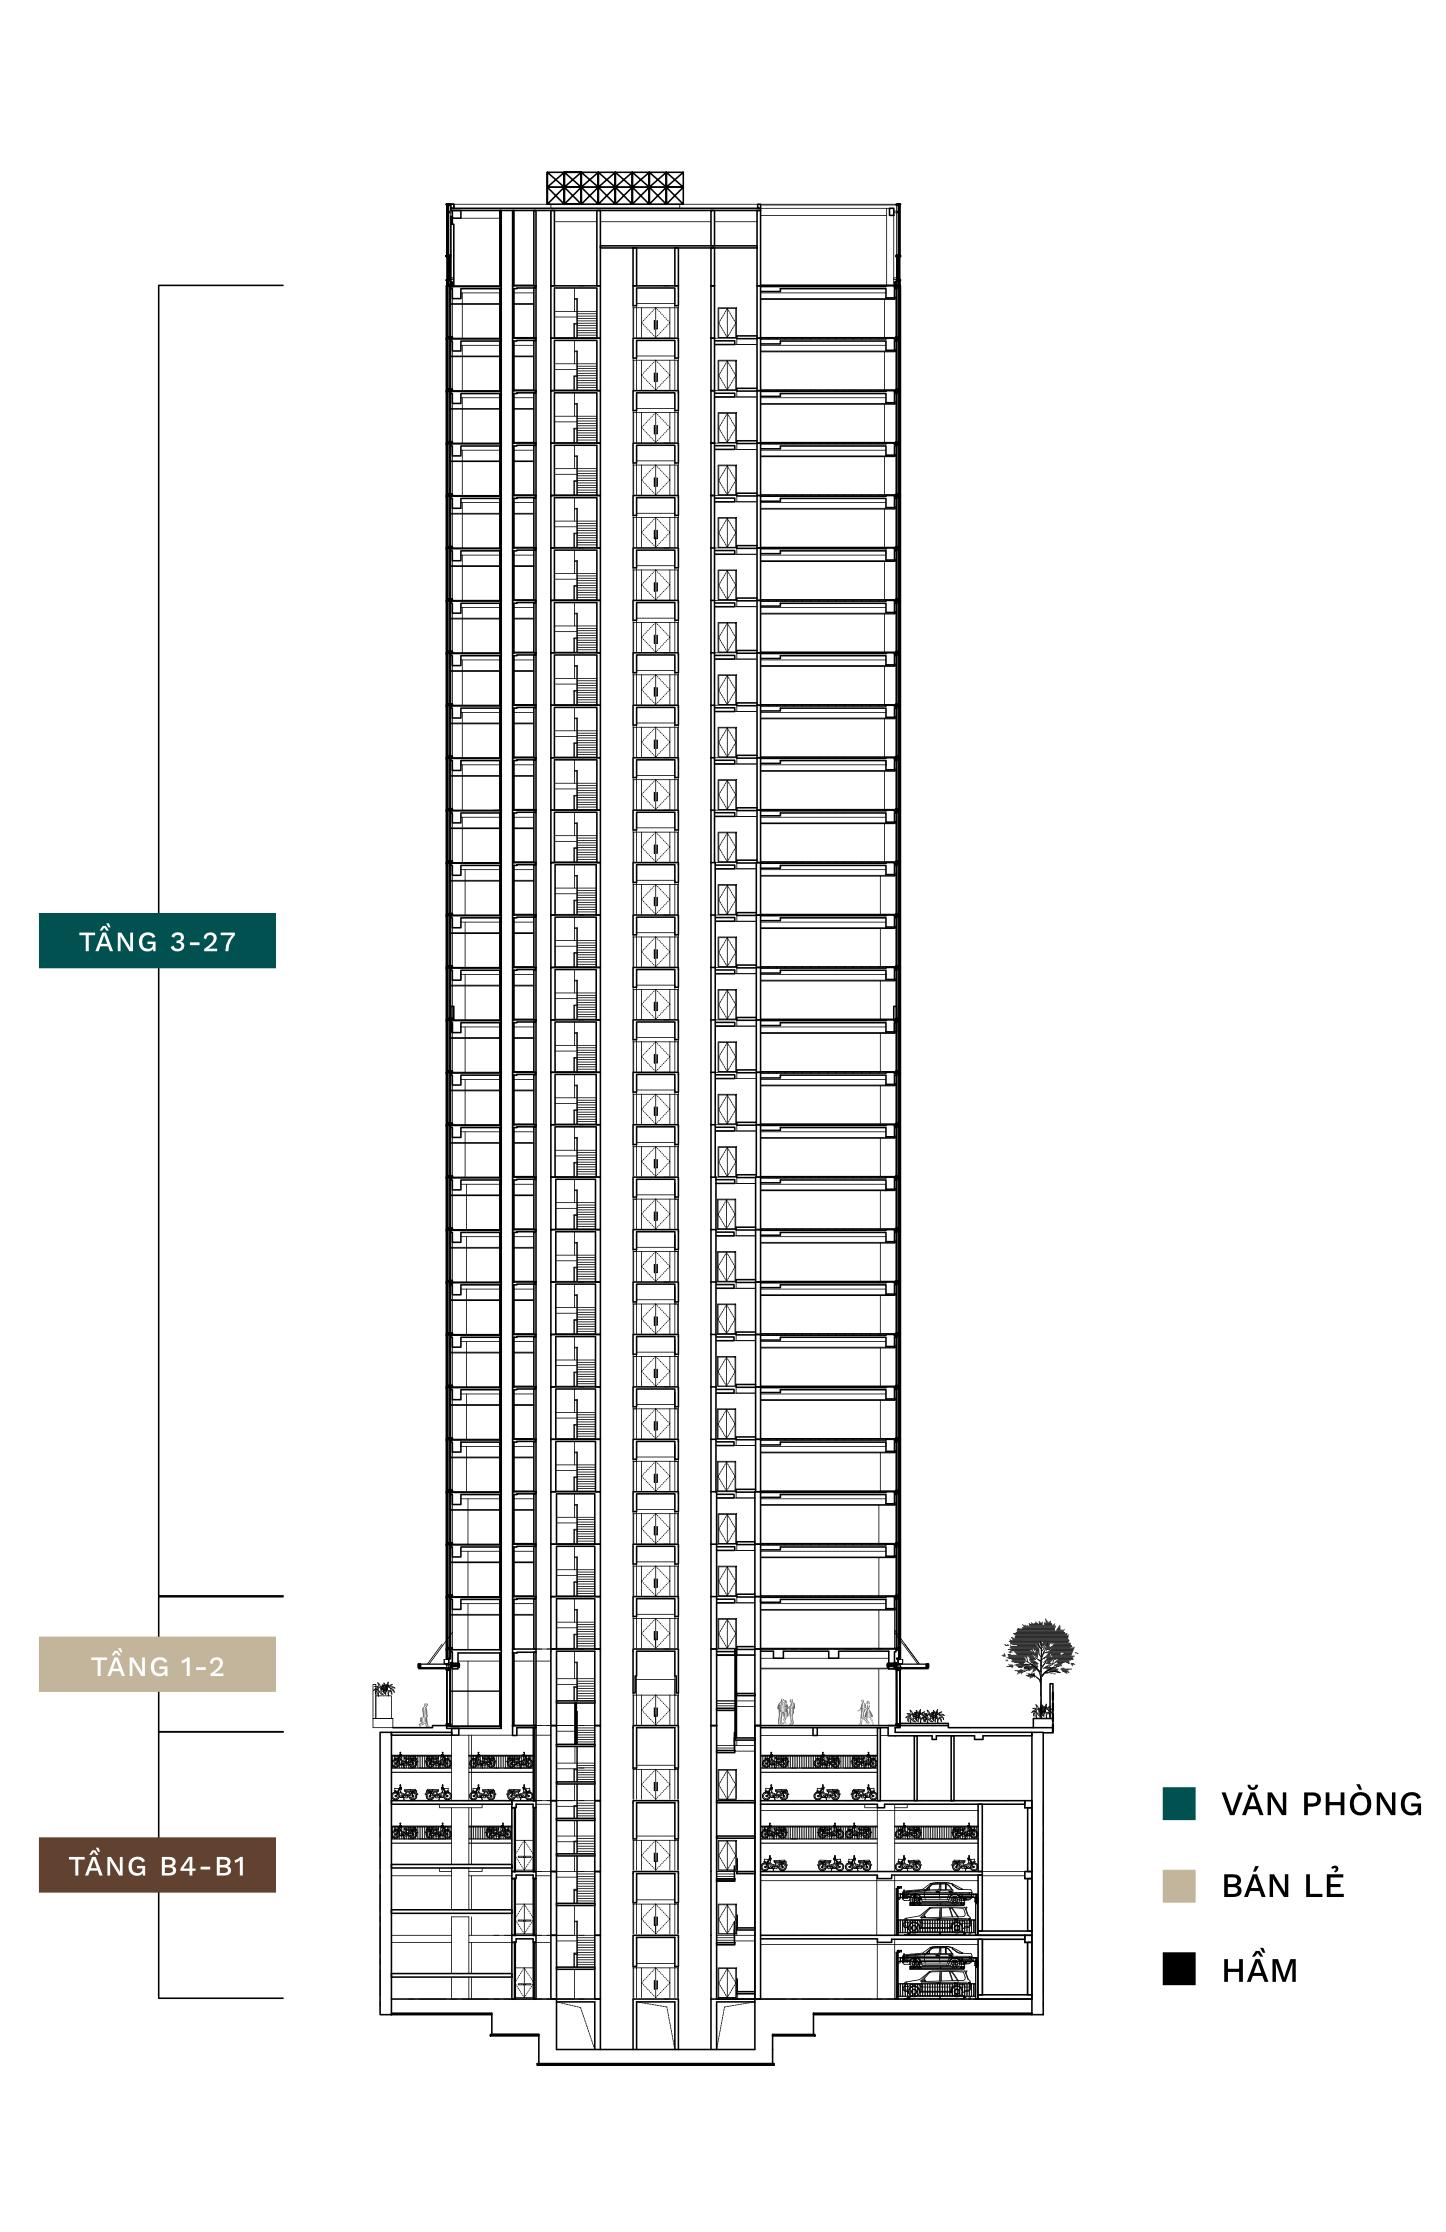 TẦNG 3-27
TẦNG 1-2
TẦNG B4-B1
VĂN PHÒNG
BÁN LẺ
HẦM